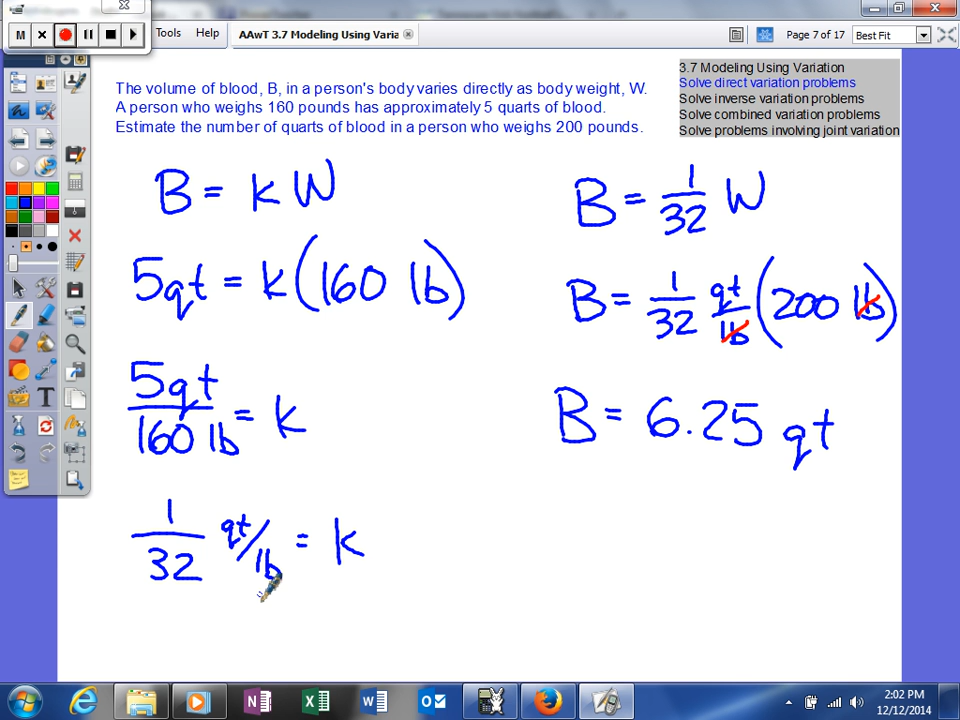 M
Tools Help AAwT 3.7 Modeling Using Varia Page 7 of 17 Best Fit
The volume of blood, B, in a person's body varies directly as body weight, W.
A person who weighs 160 pounds has approximately 5 quarts of blood.
Estimate the number of quarts of blood in a person who weighs 200 pounds.
3.7 Modeling Using Variation
Solve direct variation problems
Solve inverse variation problems
Solve combined variation problems
Solve problems involving joint variation
B = k W
5qt = k(160 lb)
5qt/160 lb = k
1/32 qt/lb = k
B = 1/32 W
B = 1/32 qt/lb (200 lb)
B = 6.25 qt
2:02 PM
12/12/2014